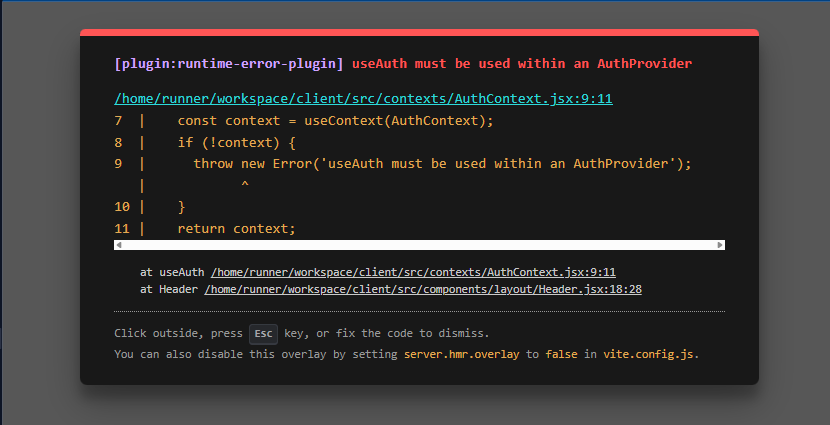 [plugin:runtime-error-plugin] useAuth must be used within an AuthProvider
/home/runner/workspace/client/src/contexts/AuthContext.jsx:9:11
7  |    const context = useContext(AuthContext);
8  |    if (!context) {
9  |      throw new Error('useAuth must be used within an AuthProvider');
   |            ^
10 |    }
11 |    return context;
at useAuth /home/runner/workspace/client/src/contexts/AuthContext.jsx:9:11
at Header /home/runner/workspace/client/src/components/layout/Header.jsx:18:28
Click outside, press Esc key, or fix the code to dismiss.
You can also disable this overlay by setting server.hmr.overlay to false in vite.config.js.